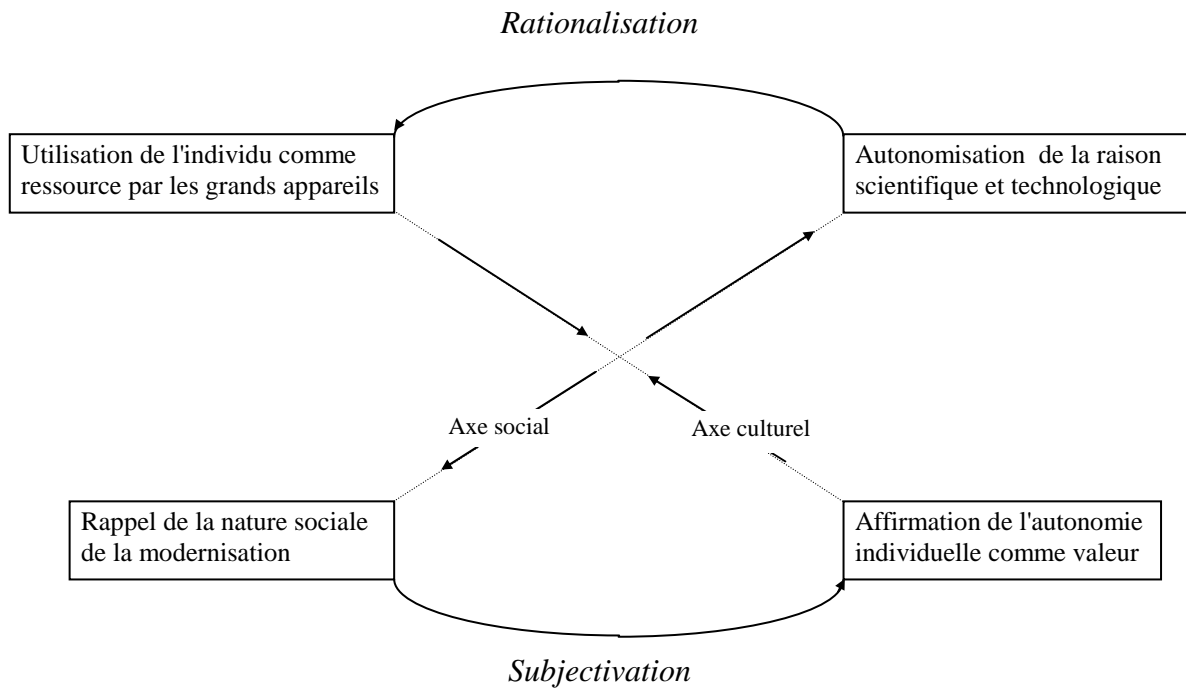 Rationalisation
Utilisation de l'individu comme
ressource par les grands appareils
Autonomisation de la raison
scientifique et technologique
Axe social
Axe culturel
Rappel de la nature sociale
de la modernisation
Affirmation de l'autonomie
individuelle comme valeur
Subjectivation